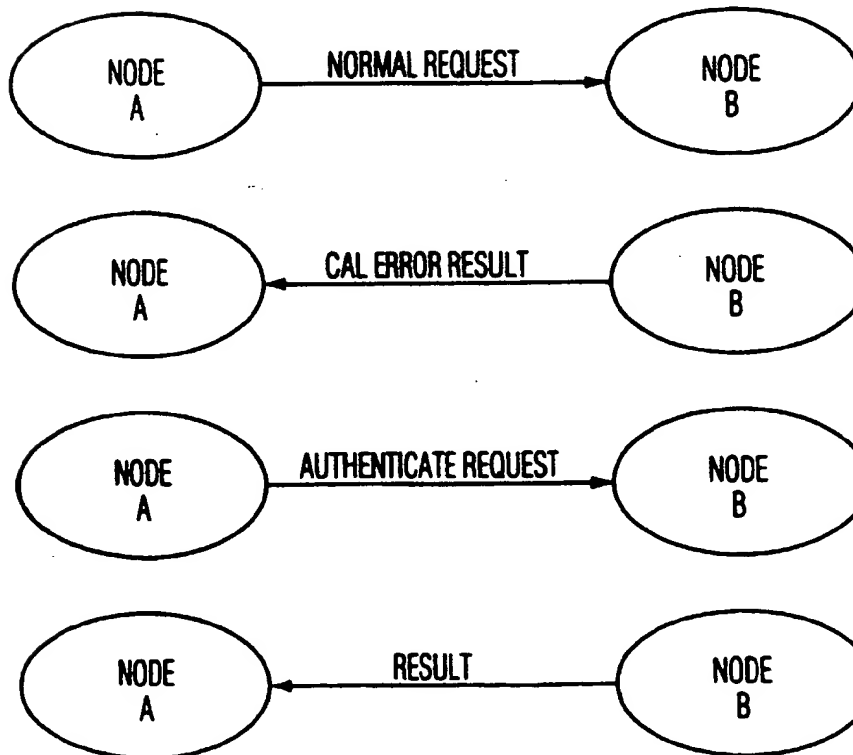 NODE
A
NORMAL REQUEST
NODE
B
NODE
A
CAL ERROR RESULT
NODE
B
NODE
A
AUTHENTICATE REQUEST
NODE
B
NODE
A
RESULT
NODE
B